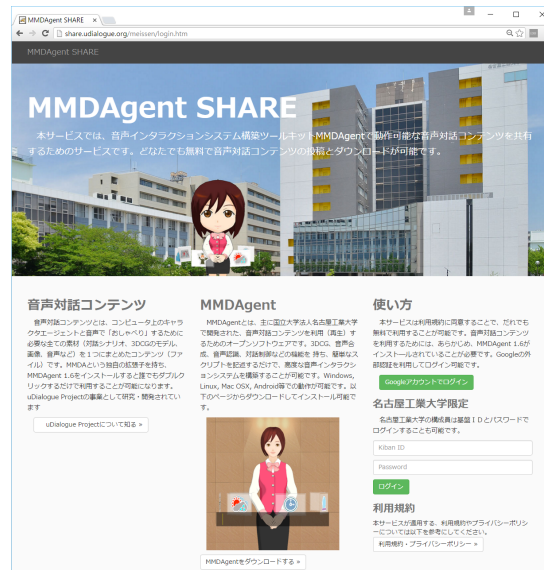 MMDAgent SHARE
share.udialogue.org/meissen/login.htm
MMDAgent SHARE
MMDAgent SHARE
本サービスでは、音声インタラクションシステム構築ツールキットMMDAgentで動作可能な音声対話コンテンツを共有
するためのサービスです。どなたでも無料で音声対話コンテンツの投稿とダウンロードが可能です。
音声対話コンテンツ
音声対話コンテンツとは、コンピュータ上のキャラ
クタエージェントと音声で「おしゃべり」するために
必要な全ての素材（対話シナリオ、3DCGのモデル、
画像、音声など）を１つにまとめたコンテンツ（ファ
イル）です。MMDAという独自の拡張子を持ち、
MMDAgent 1.6をインストールすると誰でもダブルク
リックするだけで利用することが可能になります。
uDialogue Projectの事業として研究・開発されてい
ます
uDialogue Projectについて知る »
MMDAgent
MMDAgentとは、主に国立大学法人名古屋工業大学
で開発された、音声対話コンテンツを利用（再生）す
るためのオープンソフトウェアです。3DCG、音声合
成、音声認識、対話制御などの機能を 持ち、簡単なス
クリプトを記述するだけで、高度な音声インタラクシ
ョンシステムを構築することが可能です。Windows,
Linux, Mac OSX, Android等での動作が可能です。以
下のページからダウンロードしてインストール可能で
す。
MMDAgentをダウンロードする »
使い方
本サービスは利用規約に同意することで、だれでも
無料で利用することが可能です。音声対話コンテンツ
を利用するためには、あらかじめ、MMDAgent 1.6が
インストールされていることが必要です。Googleの外
部認証を利用してログイン可能です。
Googleアカウントでログイン
名古屋工業大学限定
名古屋工業大学の構成員は基盤ＩＤとパスワードで
ログインすることも可能です。
Kiban ID
Password
ログイン
利用規約
本サービスが適用する、利用規約やプライバシーポリシ
ーについては以下を参考にしてください。
利用規約・プライバシーポリシー »